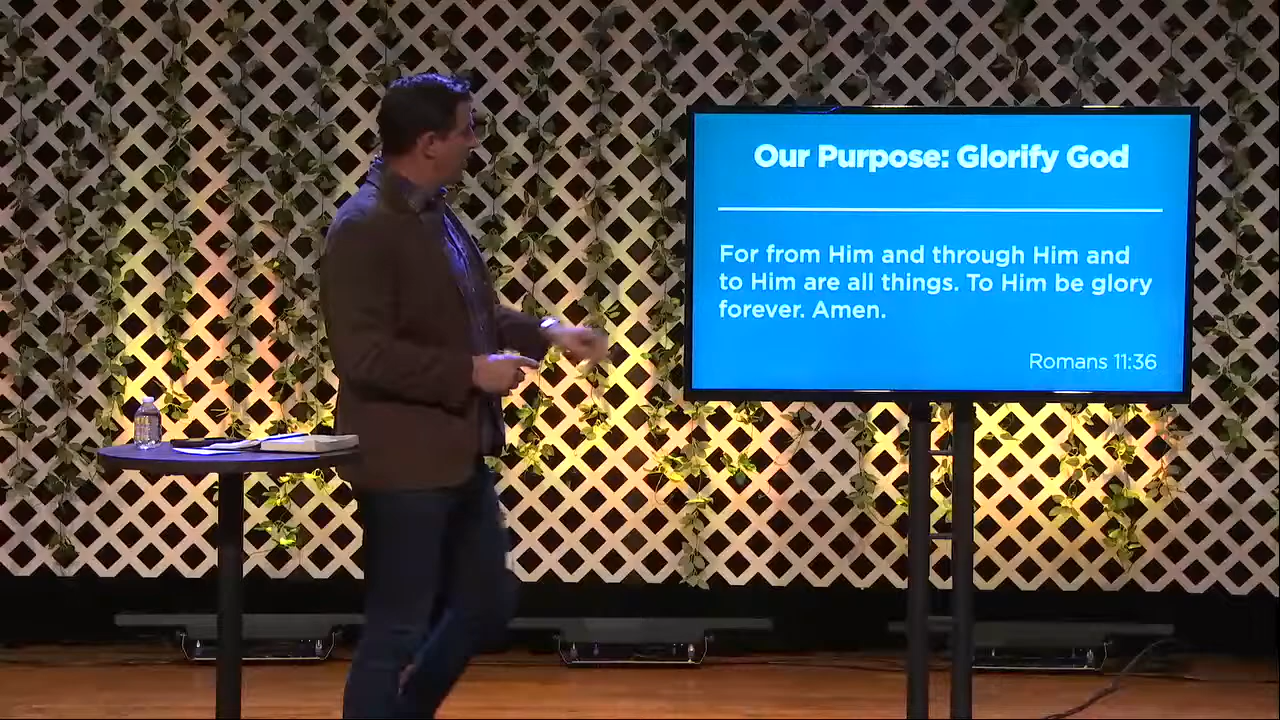 Our Purpose: Glorify God
For from Him and through Him and
to Him are all things. To Him be glory
forever. Amen.
Romans 11:36